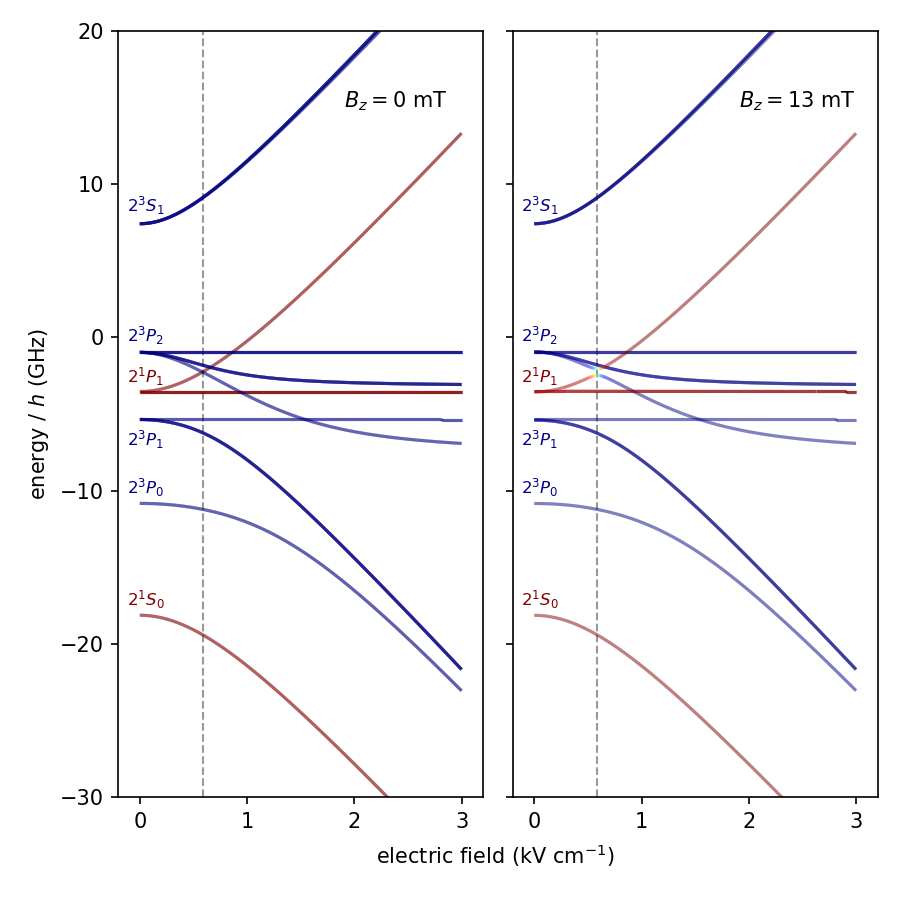 20
10
0
−10
−20
−30
energy / h (GHz)
B_z = 0 mT
2³S₁
2³P₂
2¹P₁
2³P₁
2³P₀
2¹S₀
0 1 2 3
B_z = 13 mT
2³S₁
2³P₂
2¹P₁
2³P₁
2³P₀
2¹S₀
0 1 2 3
electric field (kV cm⁻¹)